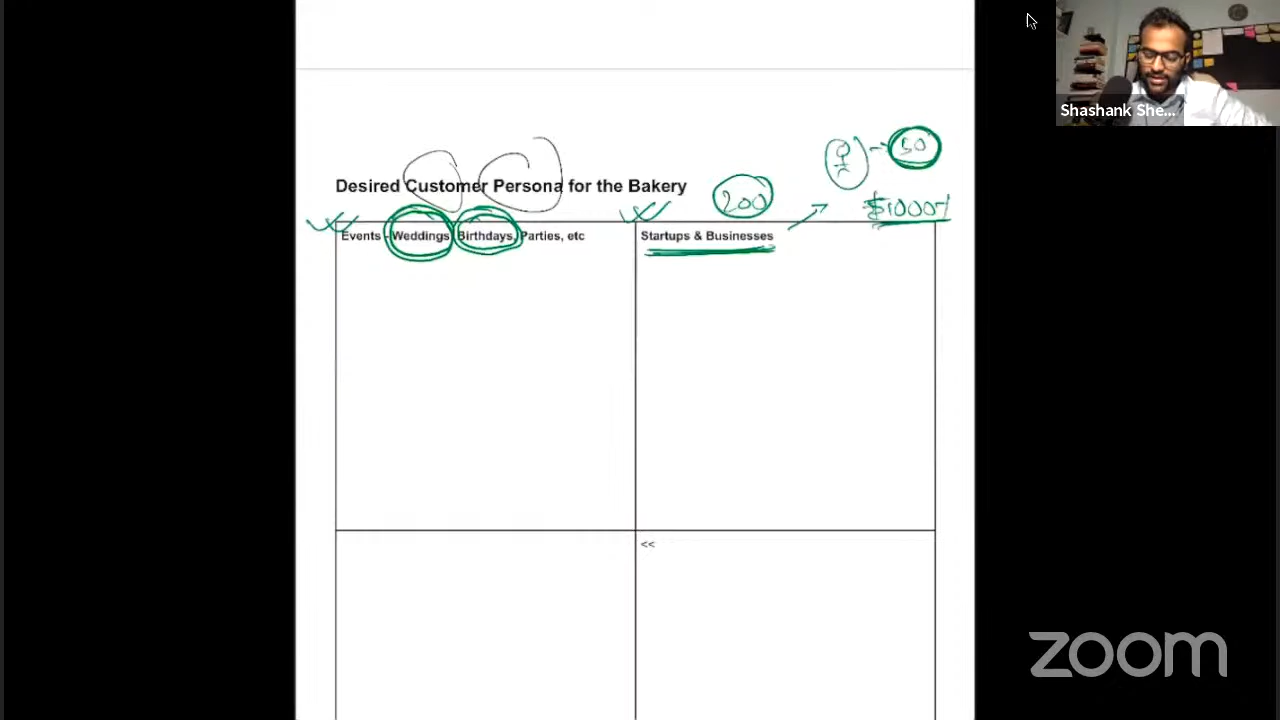 Shashank She...
50
Desired Customer Persona for the Bakery
200
$1000/
Events - Weddings, Birthdays, Parties, etc
Startups & Businesses
<<
zoom